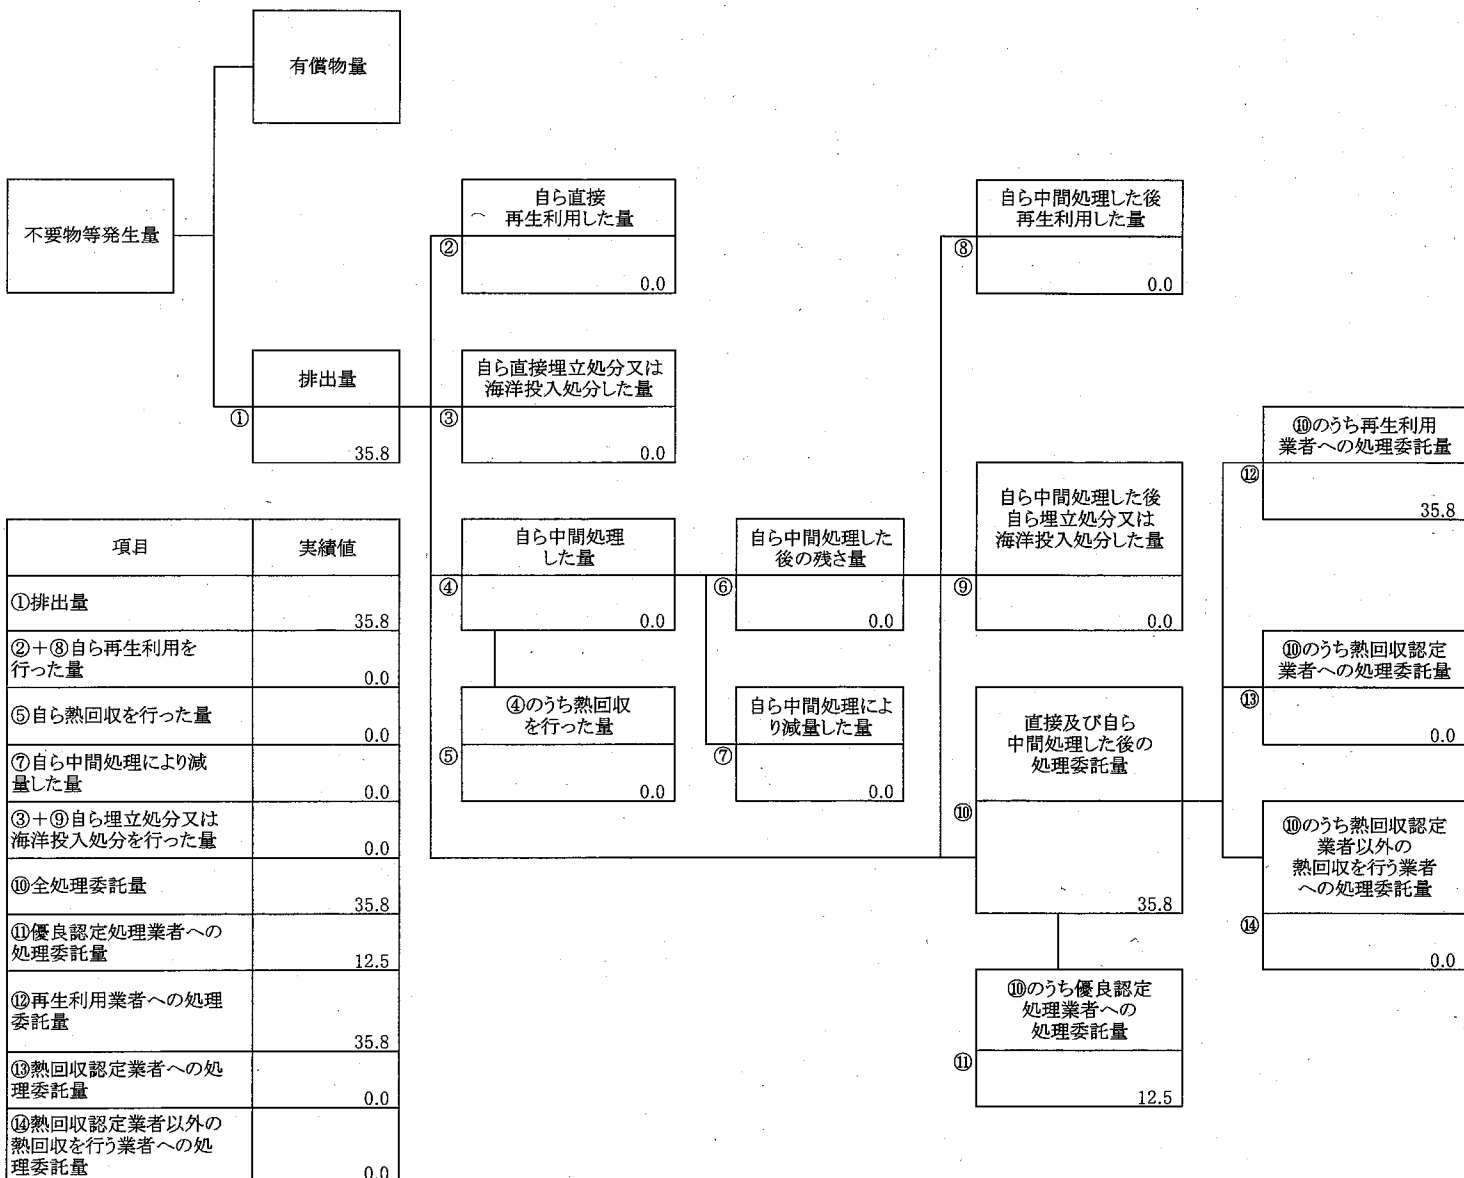 有償物量
不要物等発生量
排出量
①
35.8
自ら直接
再生利用した量
②
0.0
自ら直接埋立処分又は
海洋投入処分した量
③
0.0
自ら中間処理
した量
④
0.0
④のうち熱回収
を行った量
⑤
0.0
自ら中間処理した
後の残さ量
⑥
0.0
自ら中間処理によ
り減量した量
⑦
0.0
自ら中間処理した後
再生利用した量
⑧
0.0
自ら中間処理した後
自ら埋立処分又は
海洋投入処分した量
⑨
0.0
直接及び自ら
中間処理した後の
処理委託量
⑩
35.8
⑩のうち優良認定
処理業者への
処理委託量
⑪
12.5
⑩のうち再生利用
業者への処理委託量
⑫
35.8
⑩のうち熱回収認定
業者への処理委託量
⑬
0.0
⑩のうち熱回収認定
業者以外の
熱回収を行う業者
への処理委託量
⑭
0.0
項目 実績値
①排出量 35.8
②+⑧自ら再生利用を
行った量 0.0
⑤自ら熱回収を行った量 0.0
⑦自ら中間処理により減
量した量 0.0
③+⑨自ら埋立処分又は
海洋投入処分を行った量 0.0
⑩全処理委託量 35.8
⑪優良認定処理業者への
処理委託量 12.5
⑫再生利用業者への処理
委託量 35.8
⑬熱回収認定業者への処
理委託量 0.0
⑭熱回収認定業者以外の
熱回収を行う業者への処
理委託量 0.0